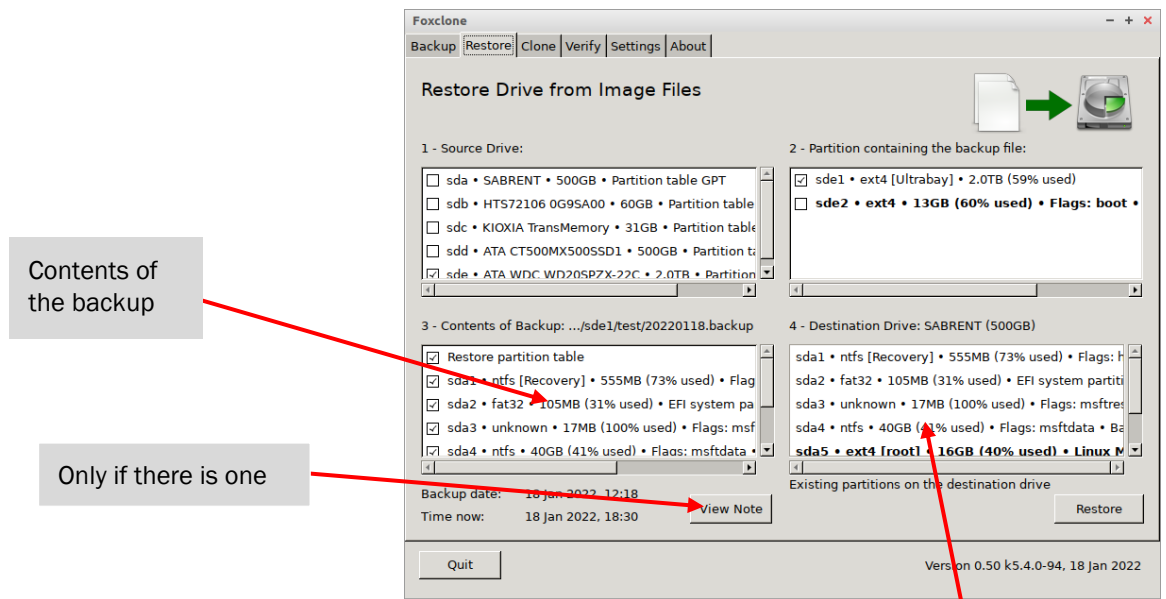 Foxclone
Backup Restore Clone Verify Settings About
Restore Drive from Image Files
1 - Source Drive:
sda • SABRENT • 500GB • Partition table GPT
sdb • HTS72106 0G9SA00 • 60GB • Partition table
sdc • KIOXIA TransMemory • 31GB • Partition table
sdd • ATA CT500MX500SSD1 • 500GB • Partition ta
sde • ATA WDC WD20SPZX-22C • 2.0TB • Partition
2 - Partition containing the backup file:
sde1 • ext4 [Ultrabay] • 2.0TB (59% used)
sde2 • ext4 • 13GB (60% used) • Flags: boot •
Contents of
the backup
3 - Contents of Backup: .../sde1/test/20220118.backup
Restore partition table
sda1 • ntfs [Recovery] • 555MB (73% used) • Flag
sda2 • fat32 • 105MB (31% used) • EFI system pa
sda3 • unknown • 17MB (100% used) • Flags: msf
sda4 • ntfs • 40GB (41% used) • Flags: msftdata •
4 - Destination Drive: SABRENT (500GB)
sda1 • ntfs [Recovery] • 555MB (73% used) • Flags: h
sda2 • fat32 • 105MB (31% used) • EFI system partiti
sda3 • unknown • 17MB (100% used) • Flags: msftres
sda4 • ntfs • 40GB (41% used) • Flags: msftdata • Ba
sda5 • ext4 [root] • 16GB (40% used) • Linux M
Existing partitions on the destination drive
Only if there is one
Backup date: 18 Jan 2022, 12:18
Time now: 18 Jan 2022, 18:30
View Note
Restore
Quit
Version 0.50 k5.4.0-94, 18 Jan 2022